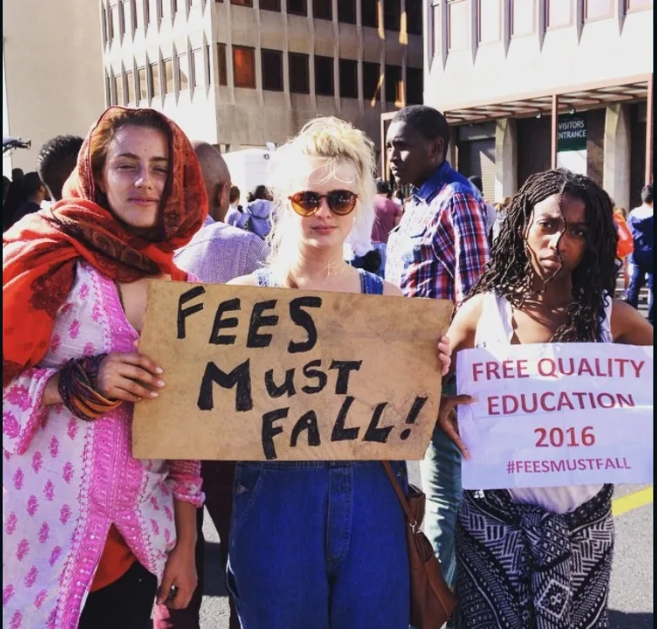 VISITORS
ENTRANCE
FEES
MUST
FALL!
FREE QUALITY
EDUCATION
2016
#FEESMUSTFALL